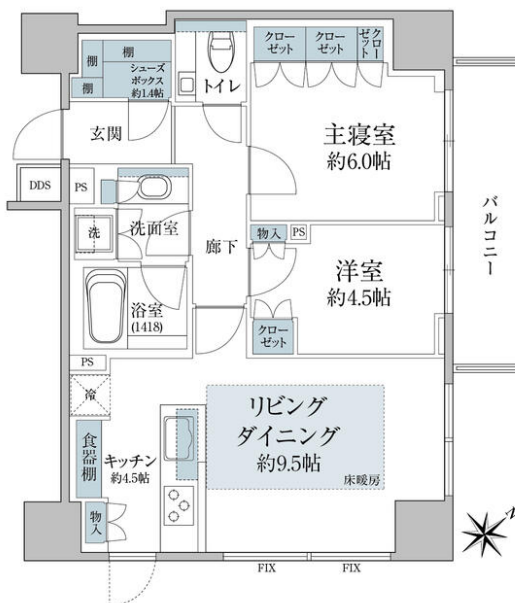 棚
棚
棚
シューズ
ボックス
約1.4帖
トイレ
クロー
ゼット
クロー
ゼット
クロー
ゼット
玄関
主寝室
約6.0帖
DDS
PS
洗
洗面室
廊下
物入
PS
バルコニー
洋室
約4.5帖
浴室
(1418)
クロー
ゼット
PS
冷
リビング
ダイニング
約9.5帖
床暖房
食器棚
キッチン
約4.5帖
物入
FIX
FIX
N